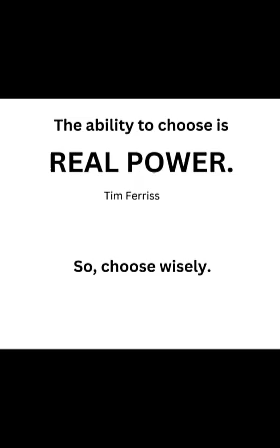 The ability to choose is
REAL POWER.
Tim Ferriss
So, choose wisely.